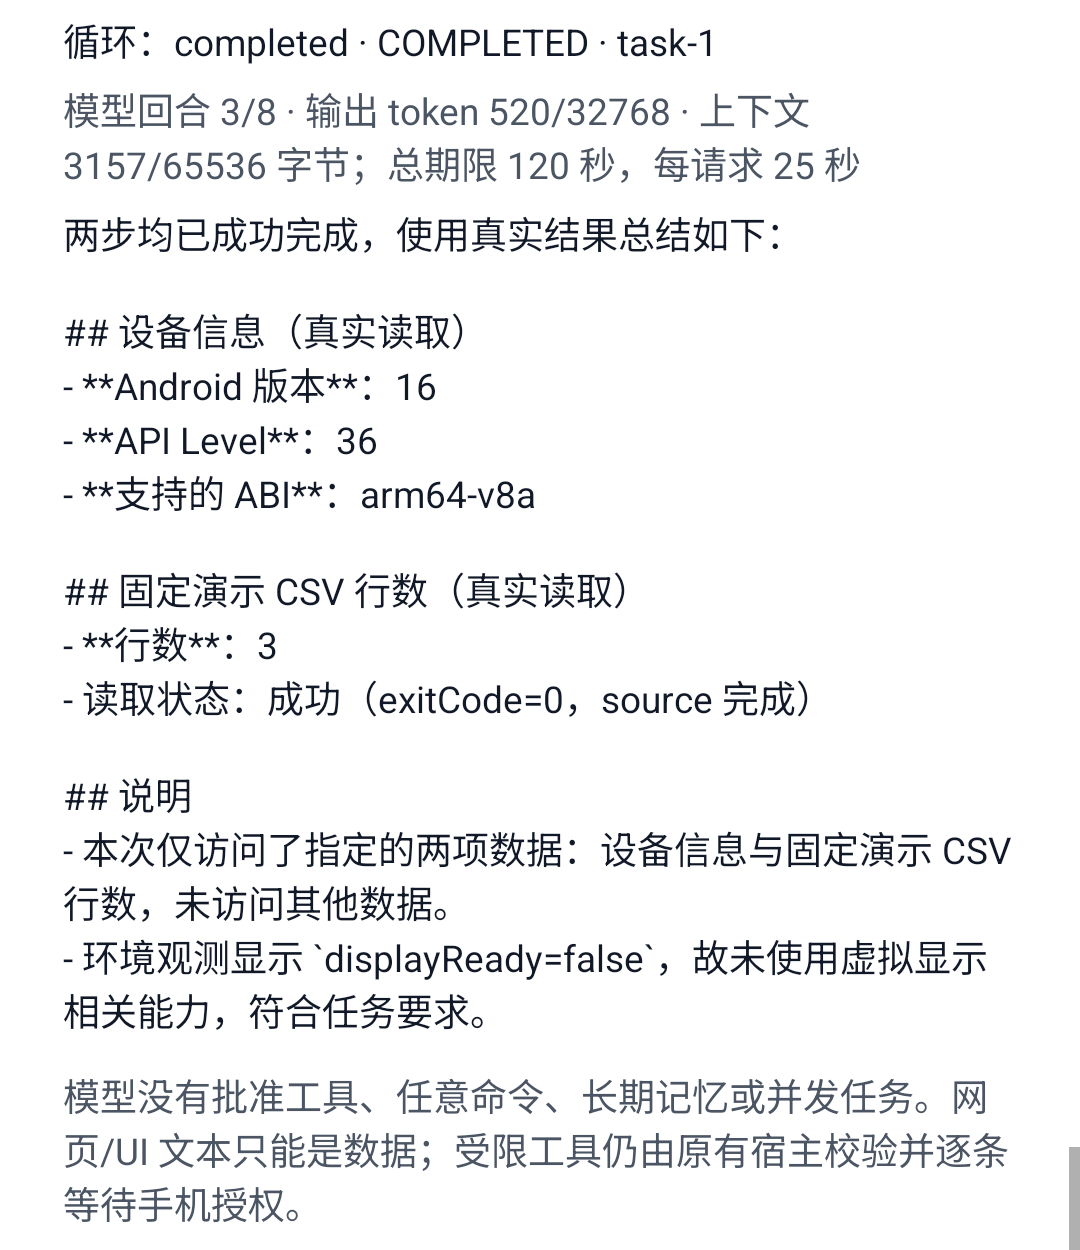 循环：completed · COMPLETED · task-1
模型回合 3/8 · 输出 token 520/32768 · 上下文
3157/65536 字节；总期限 120 秒，每请求 25 秒
两步均已成功完成，使用真实结果总结如下：
## 设备信息（真实读取）
- **Android 版本**：16
- **API Level**：36
- **支持的 ABI**：arm64-v8a
## 固定演示 CSV 行数（真实读取）
- **行数**：3
- 读取状态：成功（exitCode=0，source 完成）
## 说明
- 本次仅访问了指定的两项数据：设备信息与固定演示 CSV
行数，未访问其他数据。
- 环境观测显示 `displayReady=false`，故未使用虚拟显示
相关能力，符合任务要求。
模型没有批准工具、任意命令、长期记忆或并发任务。网
页/UI 文本只能是数据；受限工具仍由原有宿主校验并逐条
等待手机授权。